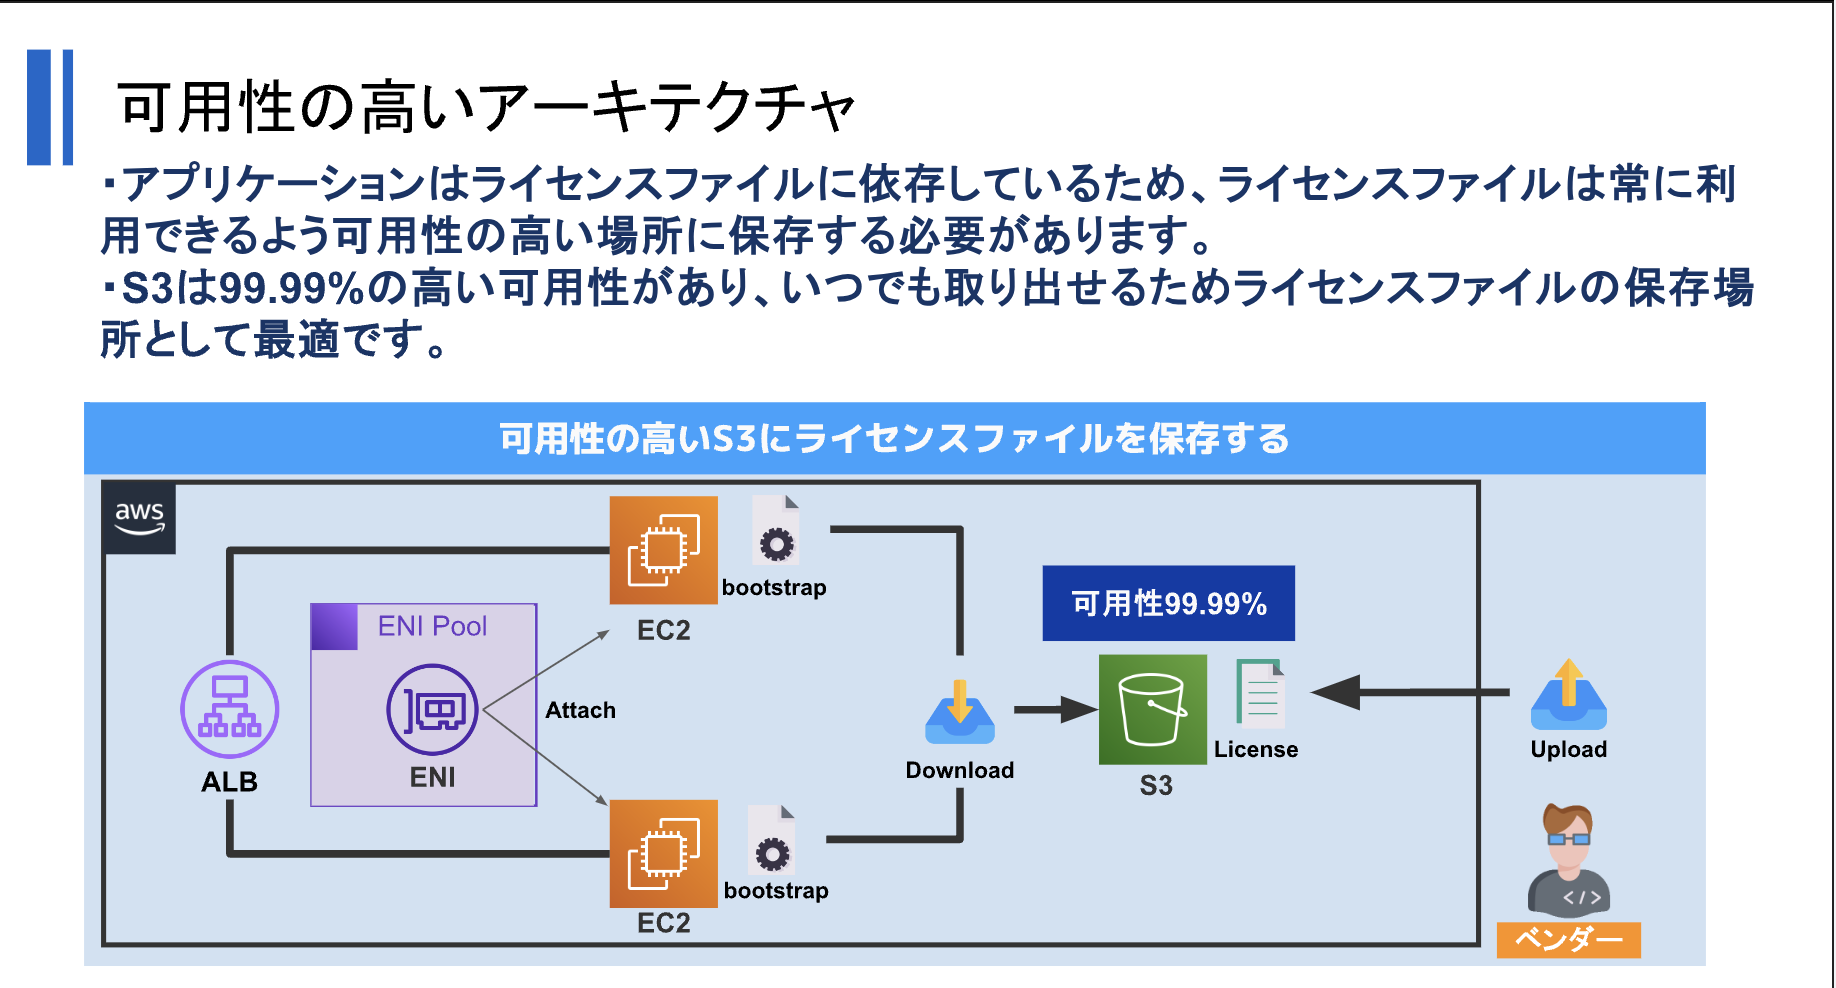 可用性の高いアーキテクチャ
・アプリケーションはライセンスファイルに依存しているため、ライセンスファイルは常に利
用できるよう可用性の高い場所に保存する必要があります。
・S3は99.99%の高い可用性があり、いつでも取り出せるためライセンスファイルの保存場
所として最適です。
可用性の高いS3にライセンスファイルを保存する
aws
bootstrap
EC2
可用性99.99%
ENI Pool
Attach
ENI
ALB
Download
License
S3
Upload
</>
bootstrap
EC2
ベンダー